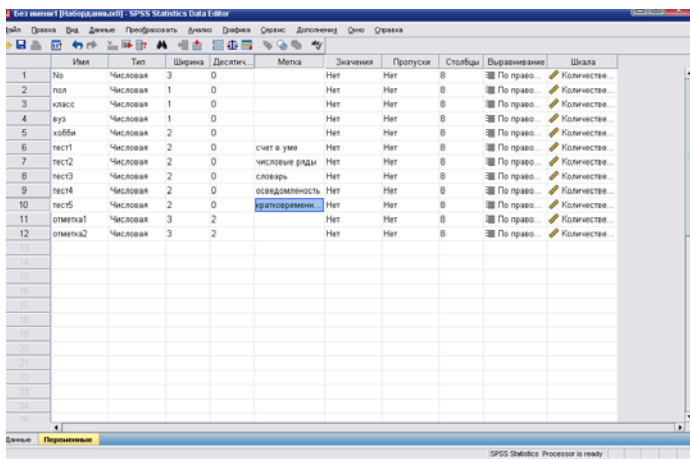 Без имени1 [Наборданных0] - SPSS Statistics Data Editor
Файл Правка Вид Данные Преобразовать Анализ Графика Сервис Дополнения Окно Справка
Имя Тип Ширина Десятич... Метка Значения Пропуски Столбцы Выравнивание Шкала
1 No Числовая 3 0 Нет Нет 8 По право... Количестве...
2 пол Числовая 1 0 Нет Нет 8 По право... Количестве...
3 класс Числовая 1 0 Нет Нет 8 По право... Количестве...
4 вуз Числовая 1 0 Нет Нет 8 По право... Количестве...
5 хобби Числовая 2 0 Нет Нет 8 По право... Количестве...
6 тест1 Числовая 2 0 счет в уме Нет Нет 8 По право... Количестве...
7 тест2 Числовая 2 0 числовые ряды Нет Нет 8 По право... Количестве...
8 тест3 Числовая 2 0 словарь Нет Нет 8 По право... Количестве...
9 тест4 Числовая 2 0 осведомленость Нет Нет 8 По право... Количестве...
10 тест5 Числовая 2 0 кратковременн... Нет Нет 8 По право... Количестве...
11 отметка1 Числовая 3 2 Нет Нет 8 По право... Количестве...
12 отметка2 Числовая 3 2 Нет Нет 8 По право... Количестве...
13
14
15
16
17
18
19
20
21
22
23
24
25
Данные Переменные
SPSS Statistics Processor is ready